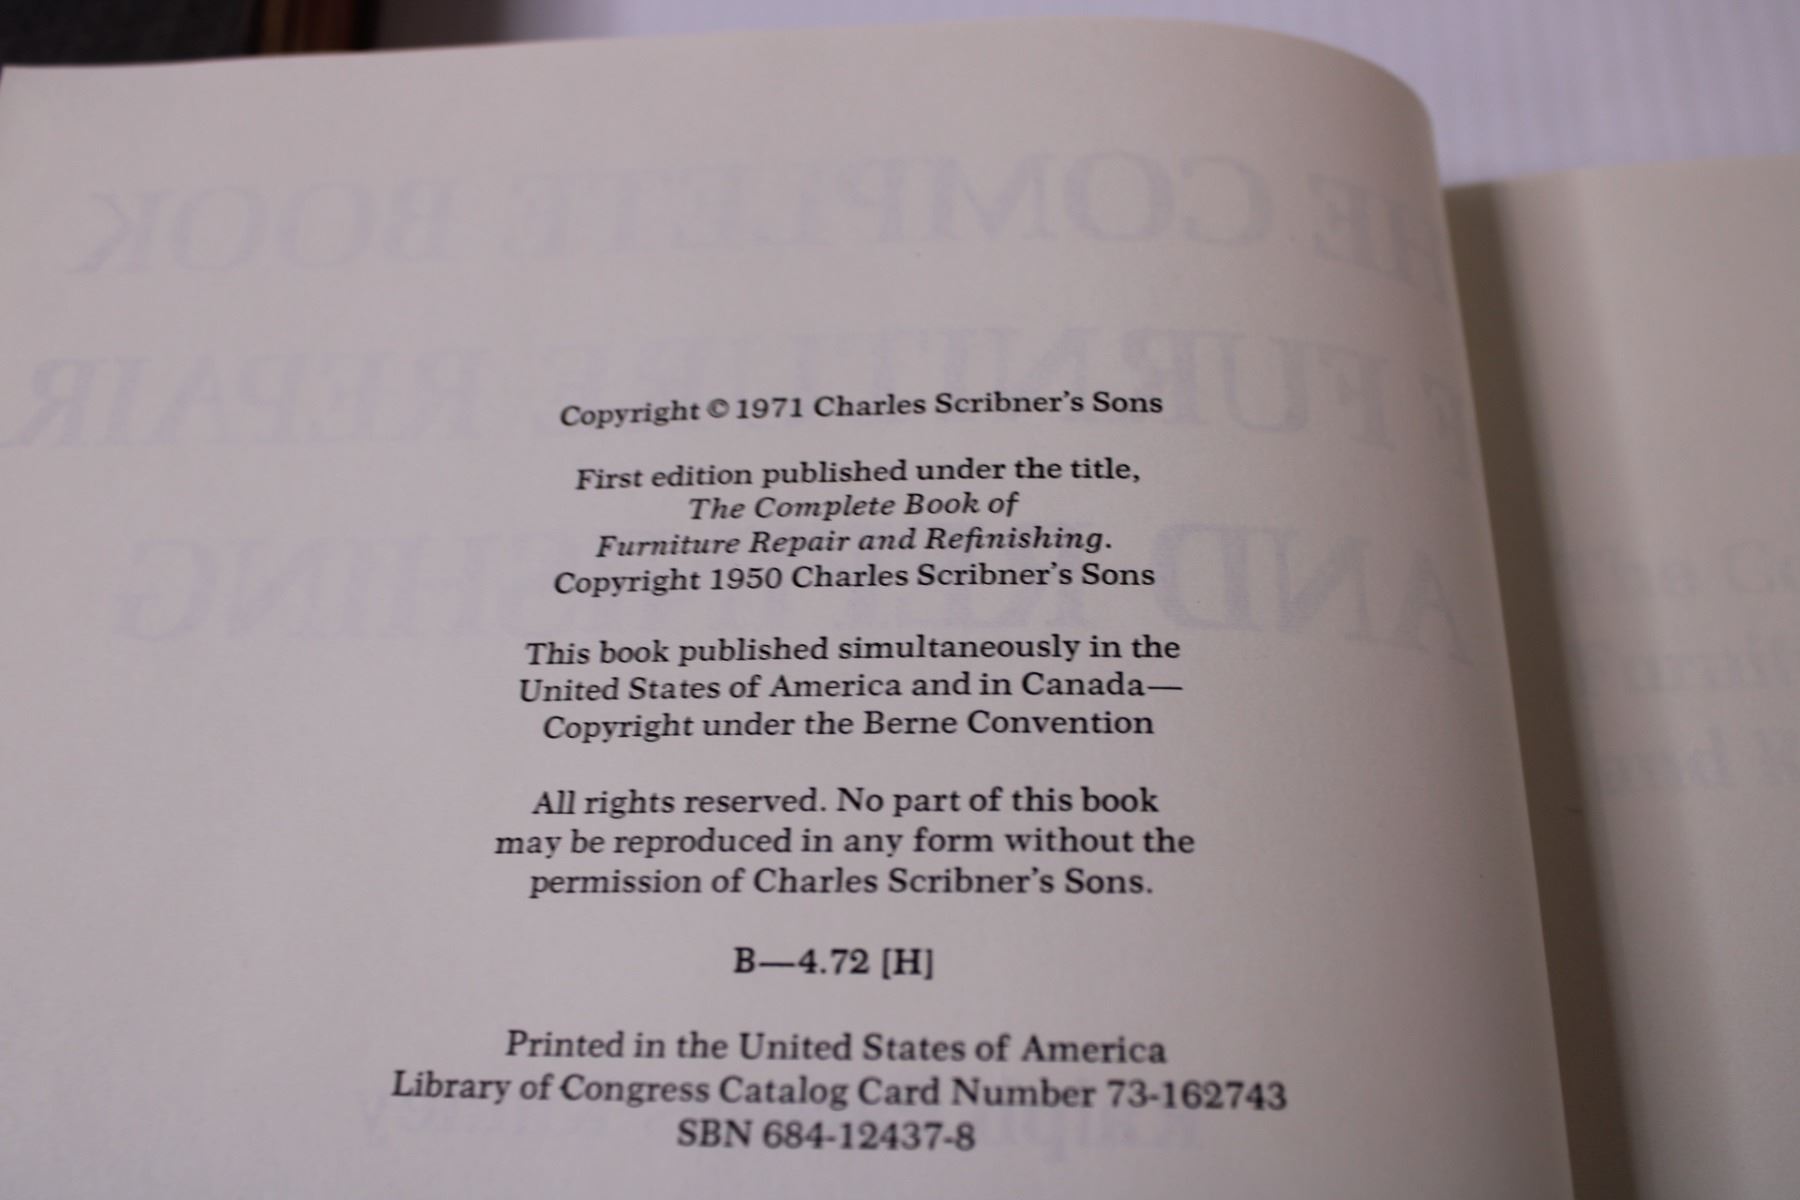 Copyright © 1971 Charles Scribner's Sons
First edition published under the title,
The Complete Book of
Furniture Repair and Refinishing.
Copyright 1950 Charles Scribner's Sons
This book published simultaneously in the
United States of America and in Canada—
Copyright under the Berne Convention
All rights reserved. No part of this book
may be reproduced in any form without the
permission of Charles Scribner's Sons.
B—4.72 [H]
Printed in the United States of America
Library of Congress Catalog Card Number 73-162743
SBN 684-12437-8